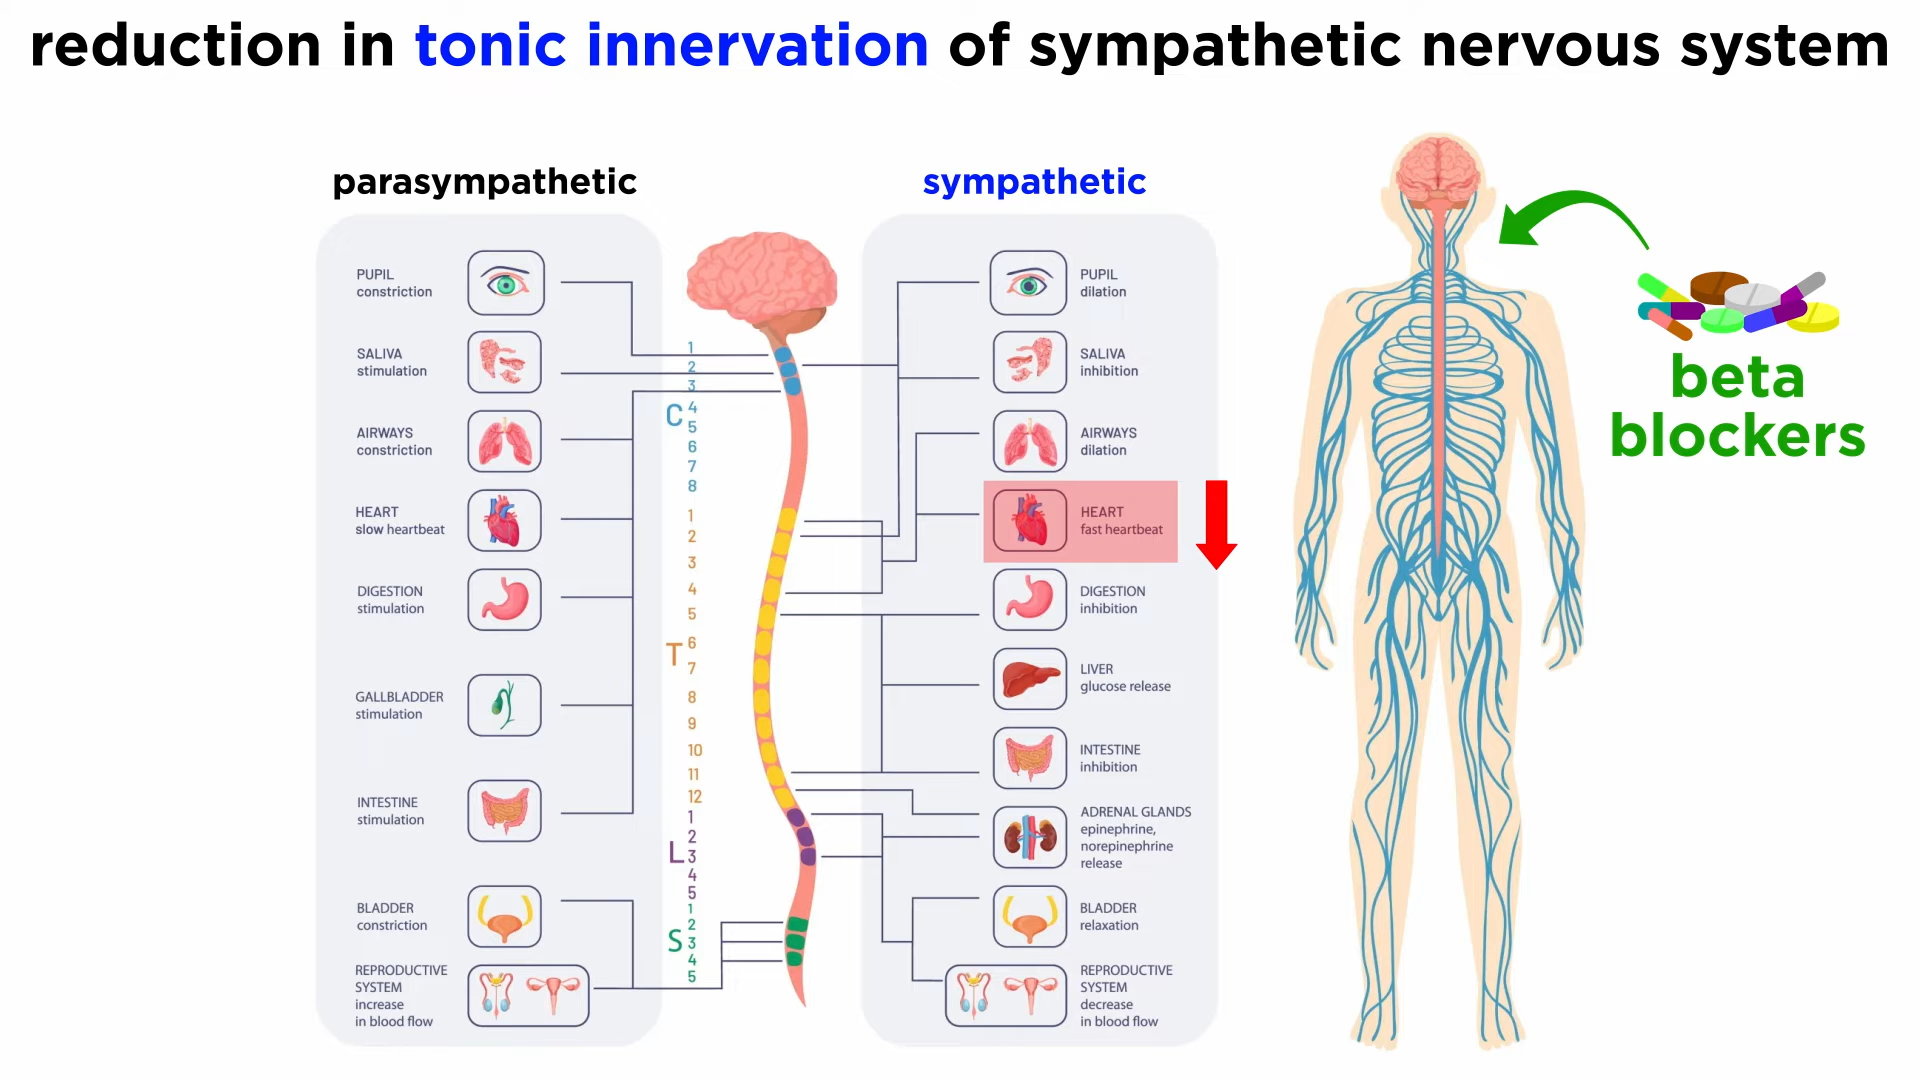 reduction in tonic innervation of sympathetic nervous system
parasympathetic
PUPIL
constriction
SALIVA
stimulation
AIRWAYS
constriction
HEART
slow heartbeat
DIGESTION
stimulation
GALLBLADDER
stimulation
INTESTINE
stimulation
BLADDER
constriction
REPRODUCTIVE
SYSTEM
increase
in blood flow
C
1
2
3
4
5
6
7
8
T
1
2
3
4
5
6
7
8
9
10
11
12
L
1
2
3
4
5
S
1
2
3
4
5
sympathetic
PUPIL
dilation
SALIVA
inhibition
AIRWAYS
dilation
HEART
fast heartbeat
DIGESTION
inhibition
LIVER
glucose release
INTESTINE
inhibition
ADRENAL GLANDS
epinephrine,
norepinephrine
release
BLADDER
relaxation
REPRODUCTIVE
SYSTEM
decrease
in blood flow
beta
blockers